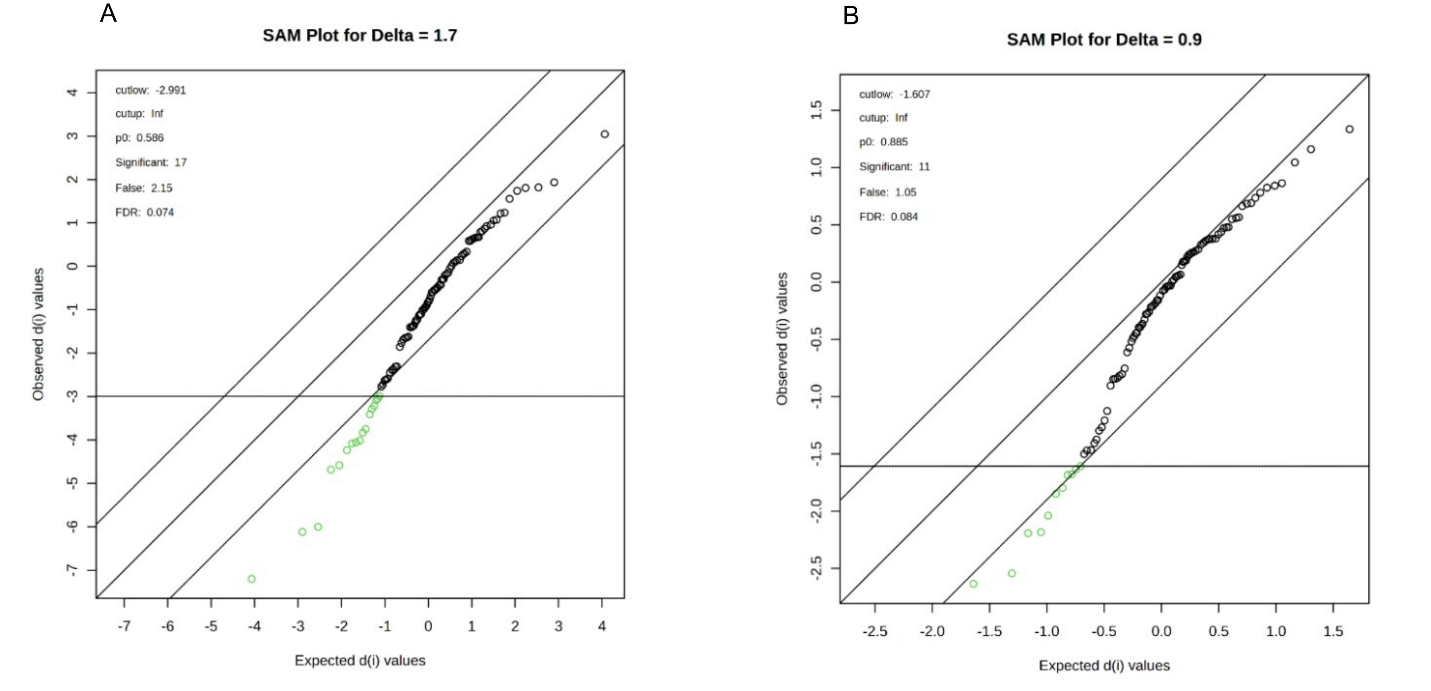 A
SAM Plot for Delta = 1.7
cutlow: -2.991
cutup: Inf
p0: 0.586
Significant: 17
False: 2.15
FDR: 0.074
4
3
2
1
0
-1
-2
-3
-4
-5
-6
-7
Observed d(i) values
-7 -6 -5 -4 -3 -2 -1 0 1 2 3 4
Expected d(i) values
B
SAM Plot for Delta = 0.9
cutlow: -1.607
cutup: Inf
p0: 0.885
Significant: 11
False: 1.05
FDR: 0.084
1.5
1.0
0.5
0.0
-0.5
-1.0
-1.5
-2.0
-2.5
Observed d(i) values
-2.5 -2.0 -1.5 -1.0 -0.5 0.0 0.5 1.0 1.5
Expected d(i) values